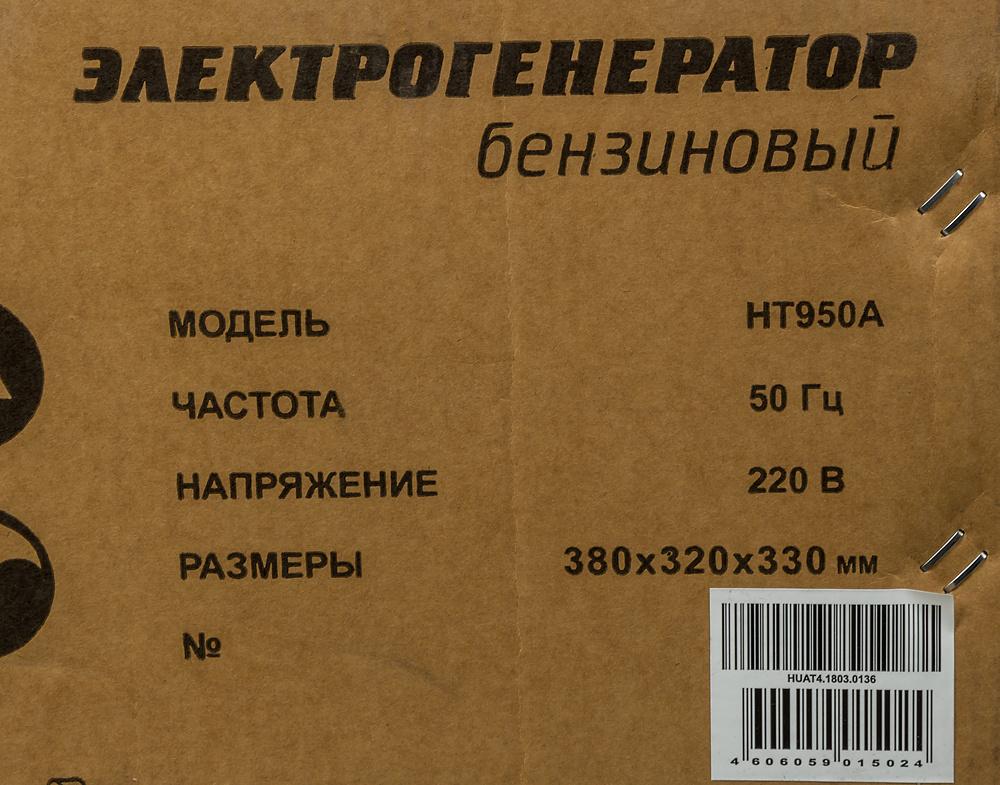 ЭЛЕКТРОГЕНЕРАТОР
бензиновый
МОДЕЛЬ HT950A
ЧАСТОТА 50 Гц
НАПРЯЖЕНИЕ 220 В
РАЗМЕРЫ 380x320x330 мм
№
HUAT4.1803.0136
4 606059 015024